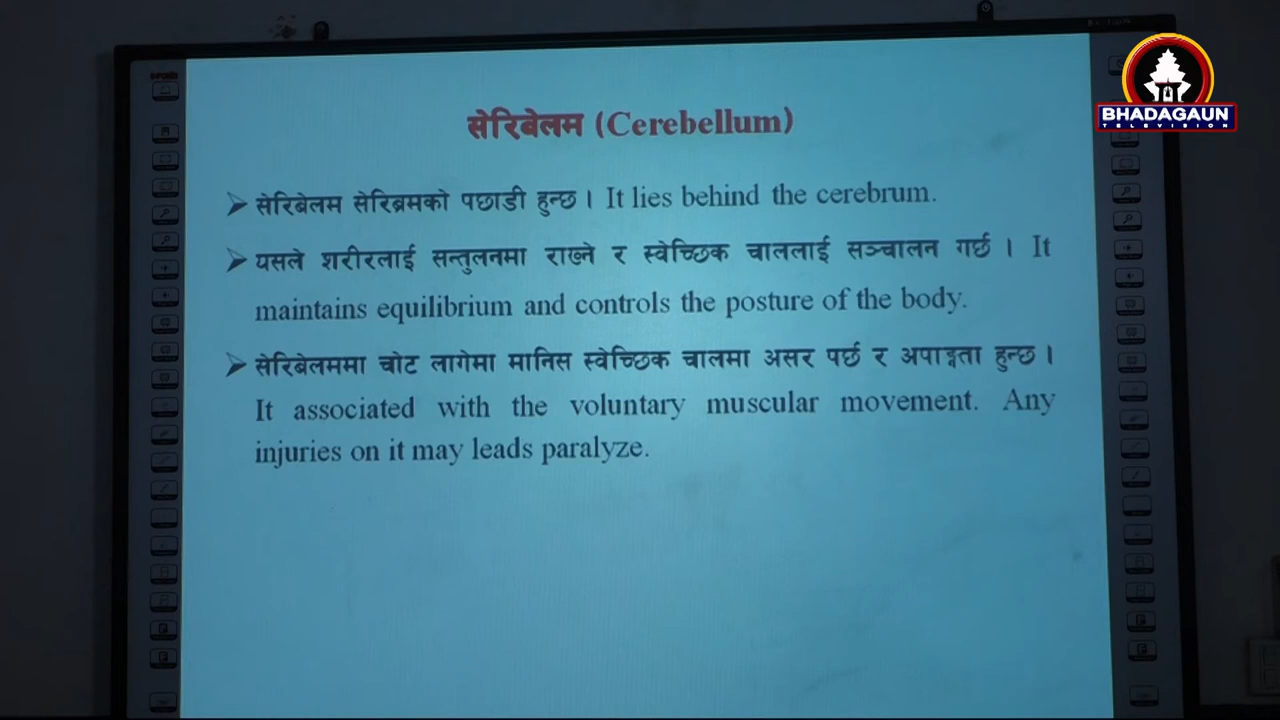 BHADAGAUN
TELEVISION
सेरिबेलम (Cerebellum)
➢ सेरिबेलम सेरिब्रमको पछाडी हुन्छ । It lies behind the cerebrum.
➢ यसले शरीरलाई सन्तुलनमा राख्ने र स्वेच्छिक चाललाई सञ्चालन गर्छ । It
maintains equilibrium and controls the posture of the body.
➢ सेरिबेलममा चोट लागेमा मानिस स्वेच्छिक चालमा असर पर्छ र अपाङ्गता हुन्छ ।
It associated with the voluntary muscular movement. Any
injuries on it may leads paralyze.